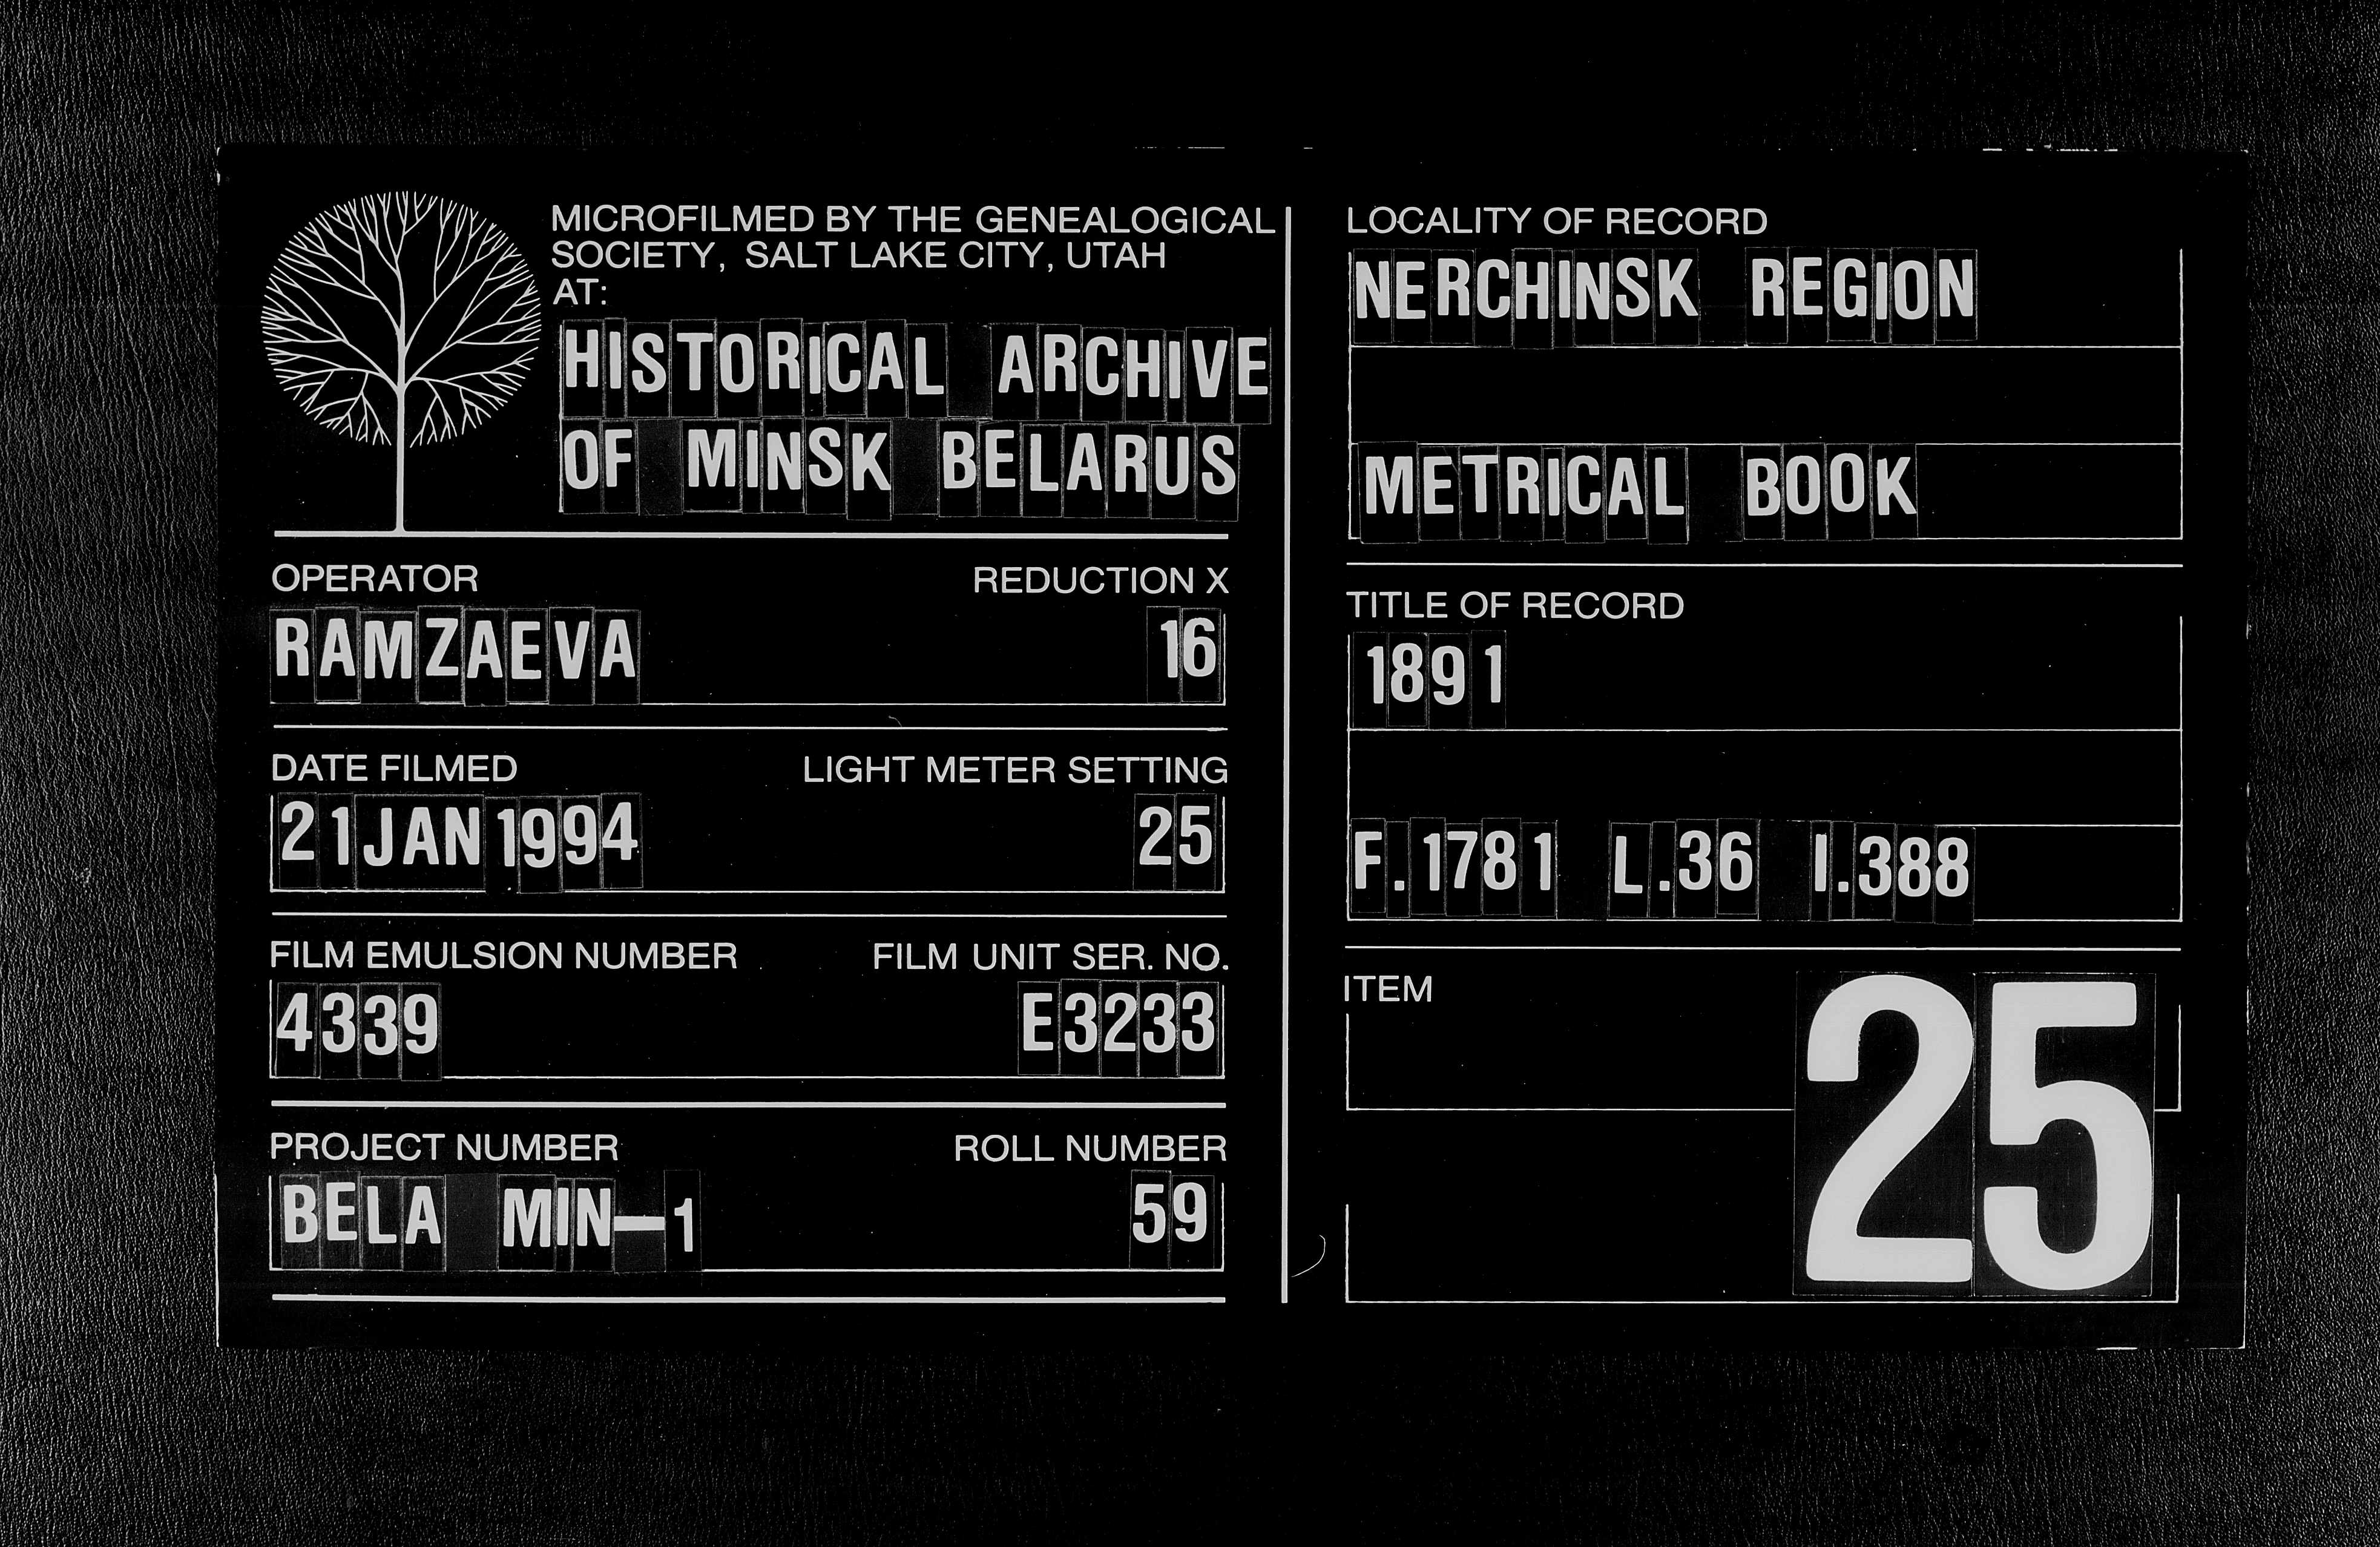 MICROFILMED BY THE GENEALOGICAL
SOCIETY, SALT LAKE CITY, UTAH
AT:
HISTORICAL ARCHIVE
OF MINSK BELARUS
OPERATOR REDUCTION X
RAMZAEVA 16
DATE FILMED LIGHT METER SETTING
21 JAN 1994 25
FILM EMULSION NUMBER FILM UNIT SER. NO.
4339 E3233
PROJECT NUMBER ROLL NUMBER
BELA MIN-1 59
LOCALITY OF RECORD
NERCHINSK REGION
METRICAL BOOK
TITLE OF RECORD
1891
F.1781 L.36 I.388
ITEM
25